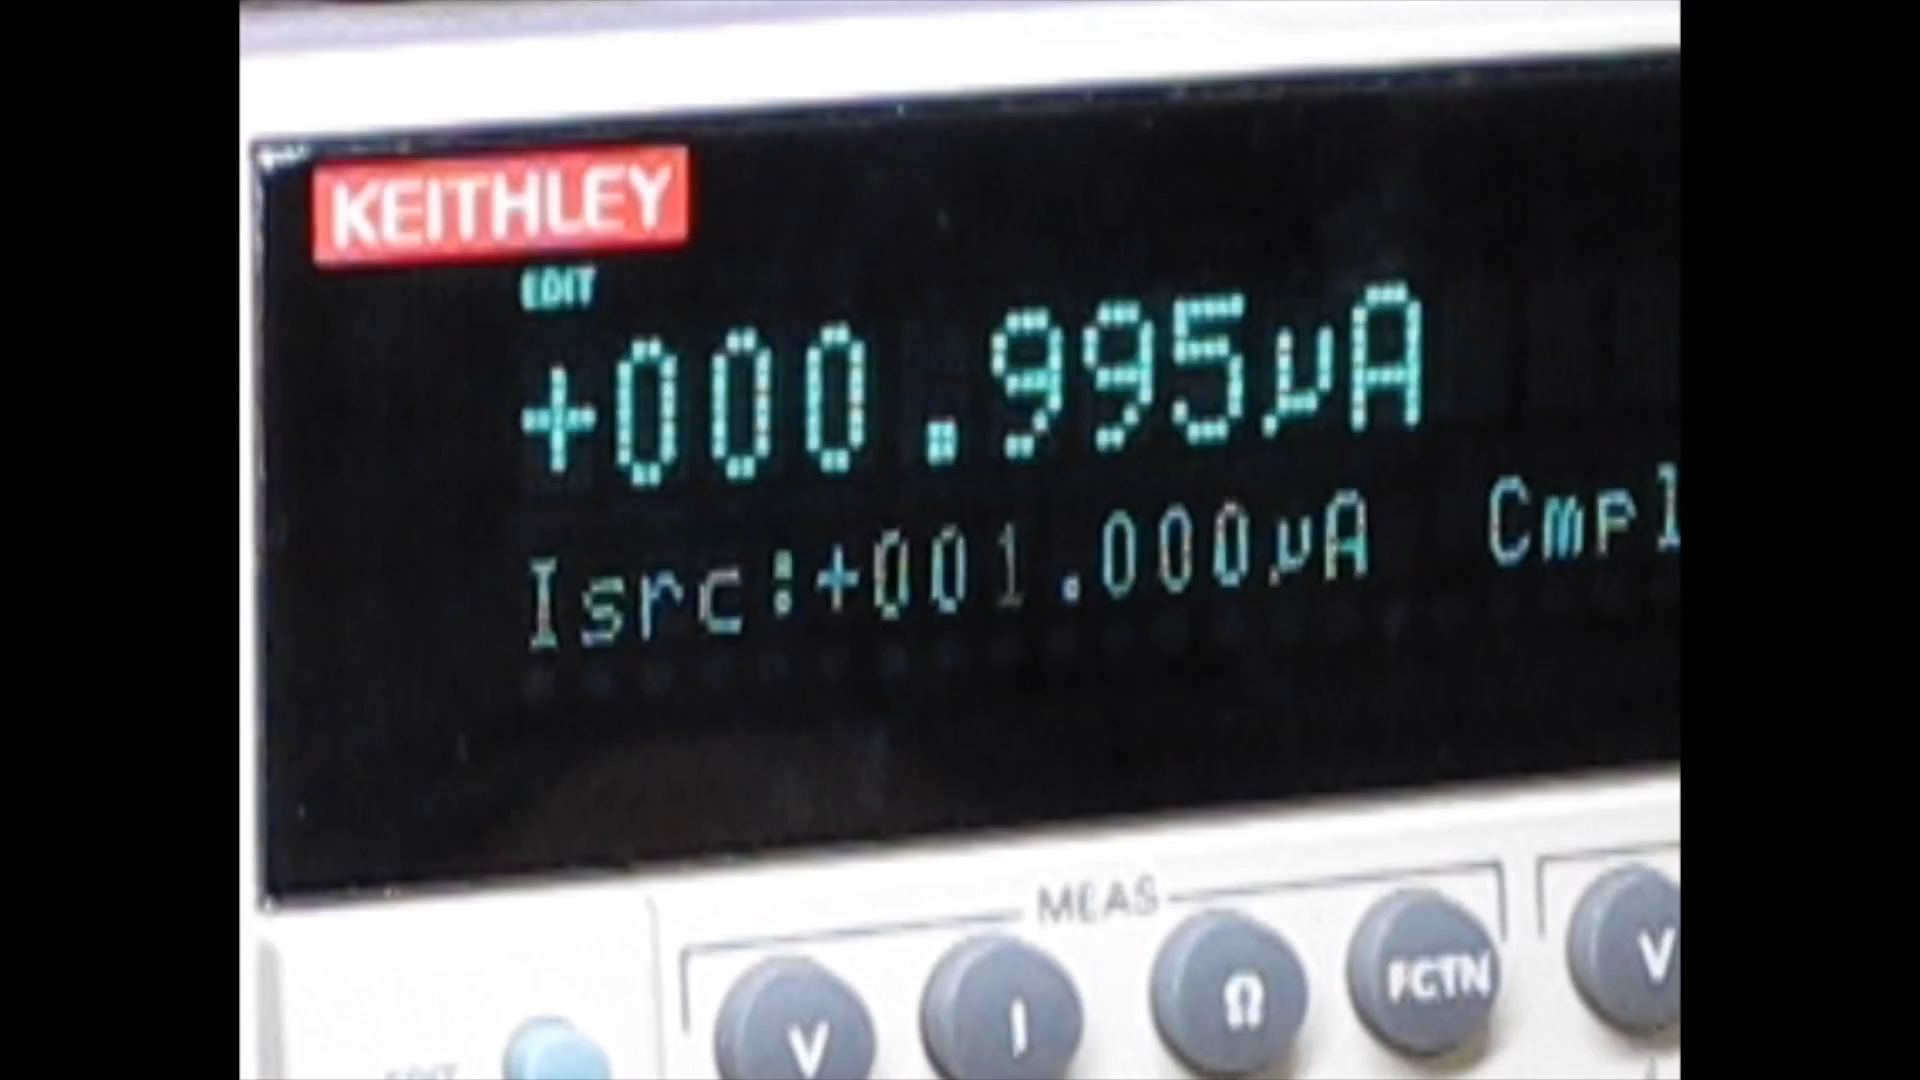 KEITHLEY
EDIT
+000.995µA
Isrc:+001.000µA Cmpl
MEAS
V I Ω FCTN V
EDIT